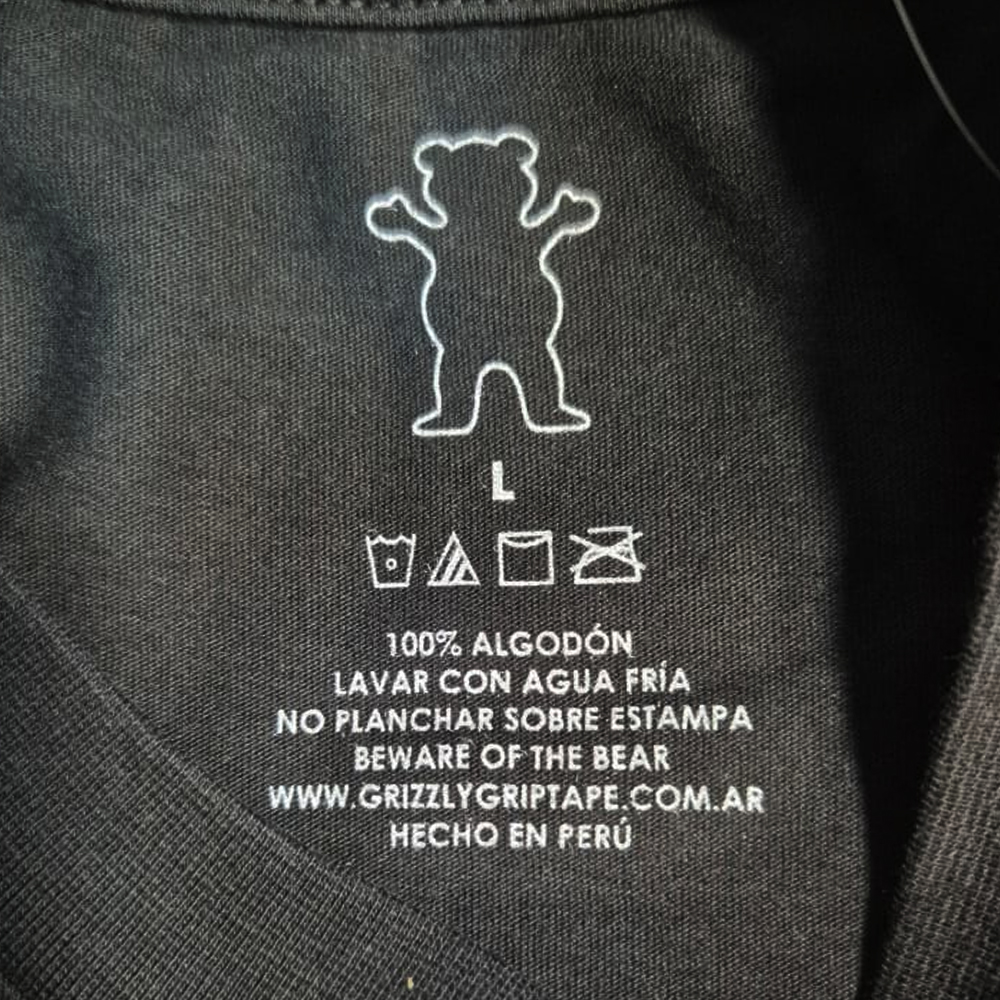 L
100% ALGODÓN
LAVAR CON AGUA FRÍA
NO PLANCHAR SOBRE ESTAMPA
BEWARE OF THE BEAR
WWW.GRIZZLYGRIPTAPE.COM.AR
HECHO EN PERÚ